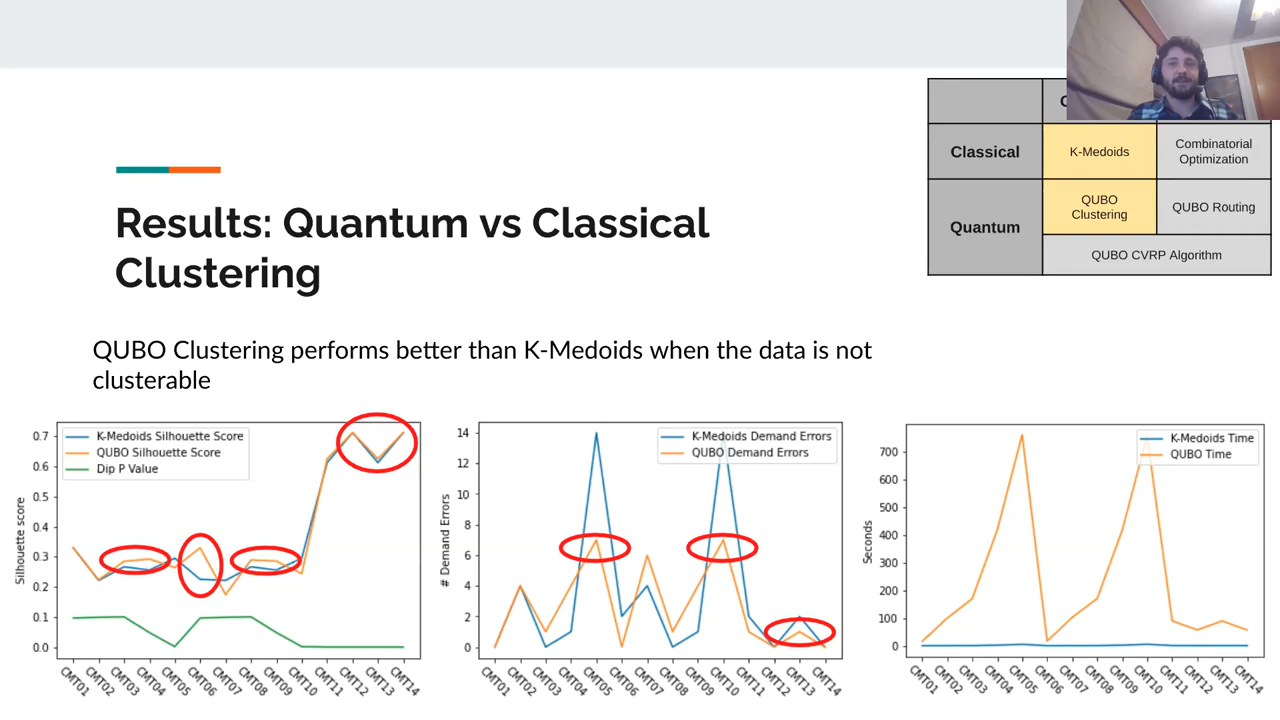 Classical
K-Medoids
Combinatorial
Optimization
Quantum
QUBO
Clustering
QUBO Routing
QUBO CVRP Algorithm
Results: Quantum vs Classical
Clustering
QUBO Clustering performs better than K-Medoids when the data is not
clusterable
K-Medoids Silhouette Score
QUBO Silhouette Score
Dip P Value
Silhouette score
0.7
0.6
0.5
0.4
0.3
0.2
0.1
0.0
CMT01
CMT02
CMT03
CMT04
CMT05
CMT06
CMT07
CMT08
CMT09
CMT10
CMT11
CMT12
CMT13
CMT14
K-Medoids Demand Errors
QUBO Demand Errors
# Demand Errors
14
12
10
8
6
4
2
0
CMT01
CMT02
CMT03
CMT04
CMT05
CMT06
CMT07
CMT08
CMT09
CMT10
CMT11
CMT12
CMT13
CMT14
K-Medoids Time
QUBO Time
Seconds
700
600
500
400
300
200
100
0
CMT01
CMT02
CMT03
CMT04
CMT05
CMT06
CMT07
CMT08
CMT09
CMT10
CMT11
CMT12
CMT13
CMT14